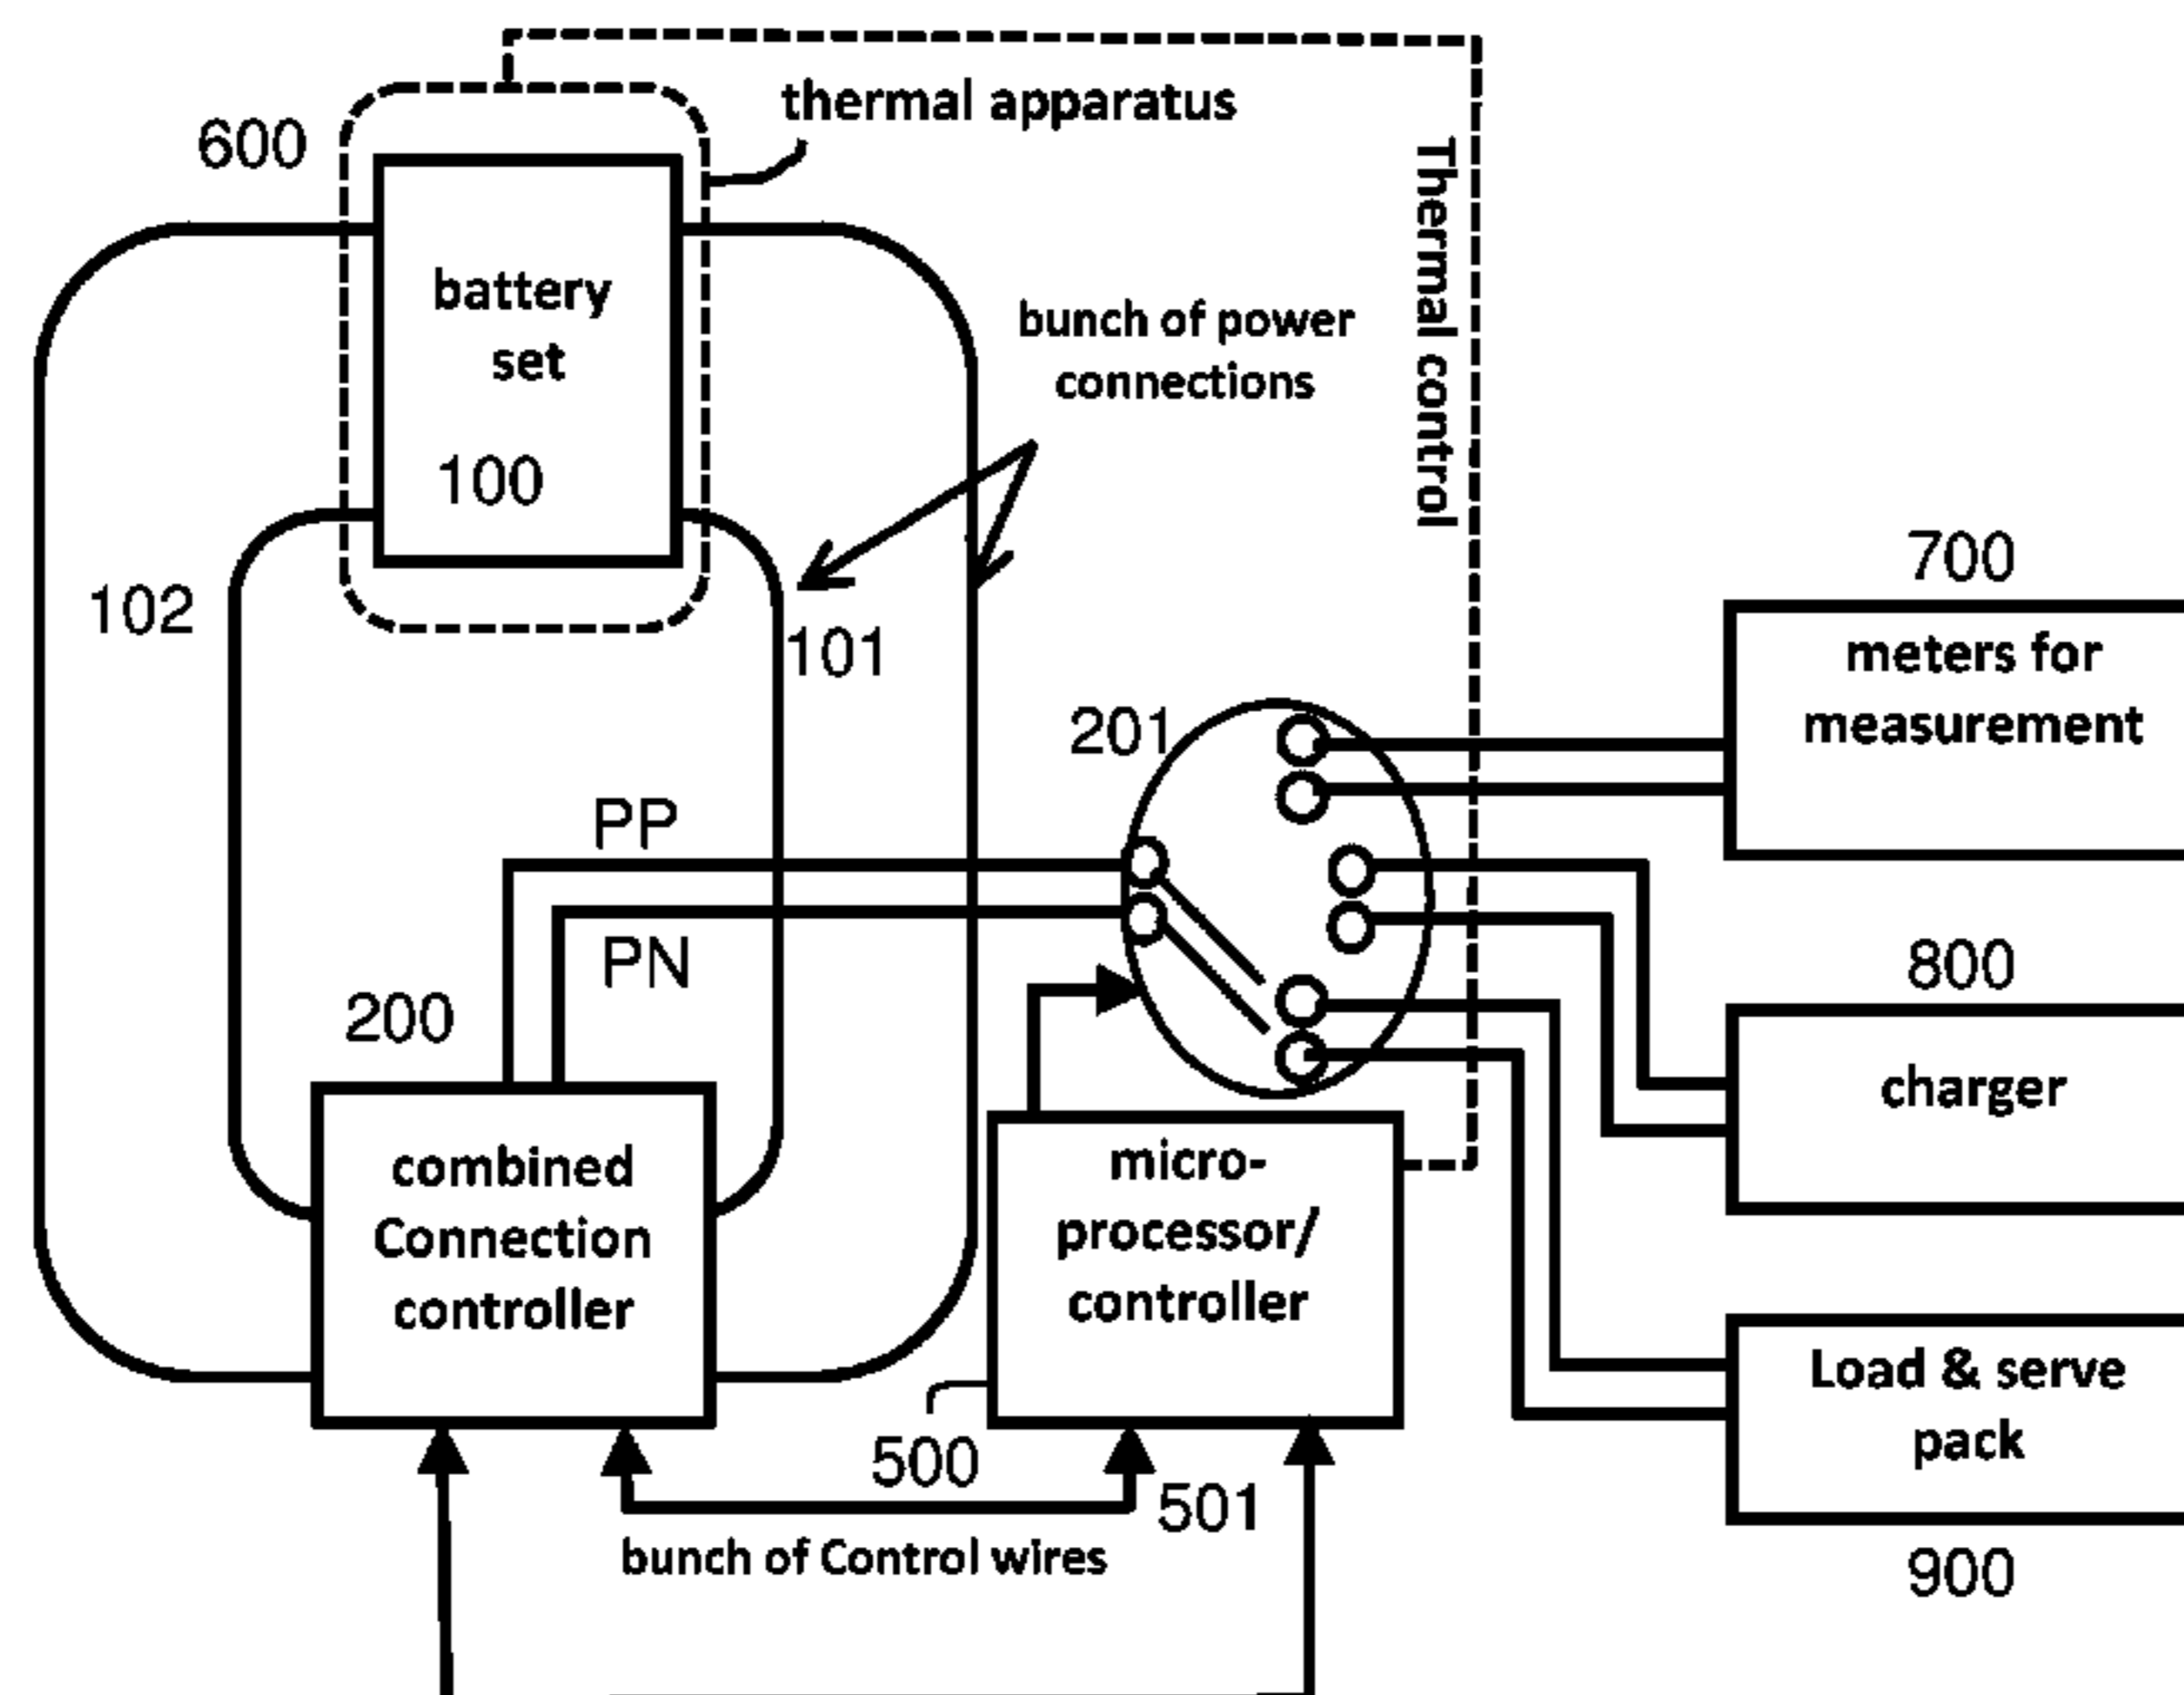 thermal apparatus
600
Thermal control
battery
set
100
bunch of power
connections
102
101
700
meters for
measurement
201
PP
PN
200
800
charger
combined
Connection
controller
micro-
processor/
controller
Load & serve
pack
500
501
bunch of Control wires
900